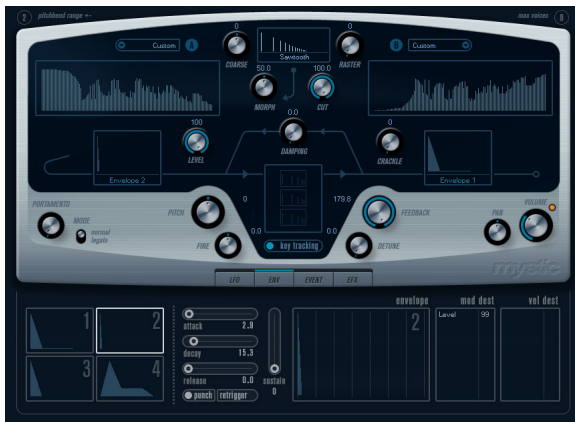 2 pitchbend range +- max voices 8
0 0
Custom A B Custom
COARSE Sawtooth RASTER
50.0 100.0
MORPH CUT
100 0.0 0
LEVEL DAMPING CRACKLE
Envelope 2 Envelope 1
PORTAMENTO PITCH 0 179.8 FEEDBACK PAN VOLUME
MODE
normal
legato
FINE 0.0 0.0 DETUNE
key tracking
mystic
LFO ENV EVENT EFX
envelope mod dest vel dest
1 2 2 Level 99
attack 2.9
decay 15.3
3 4
release 0.0 sustain
punch retrigger 0